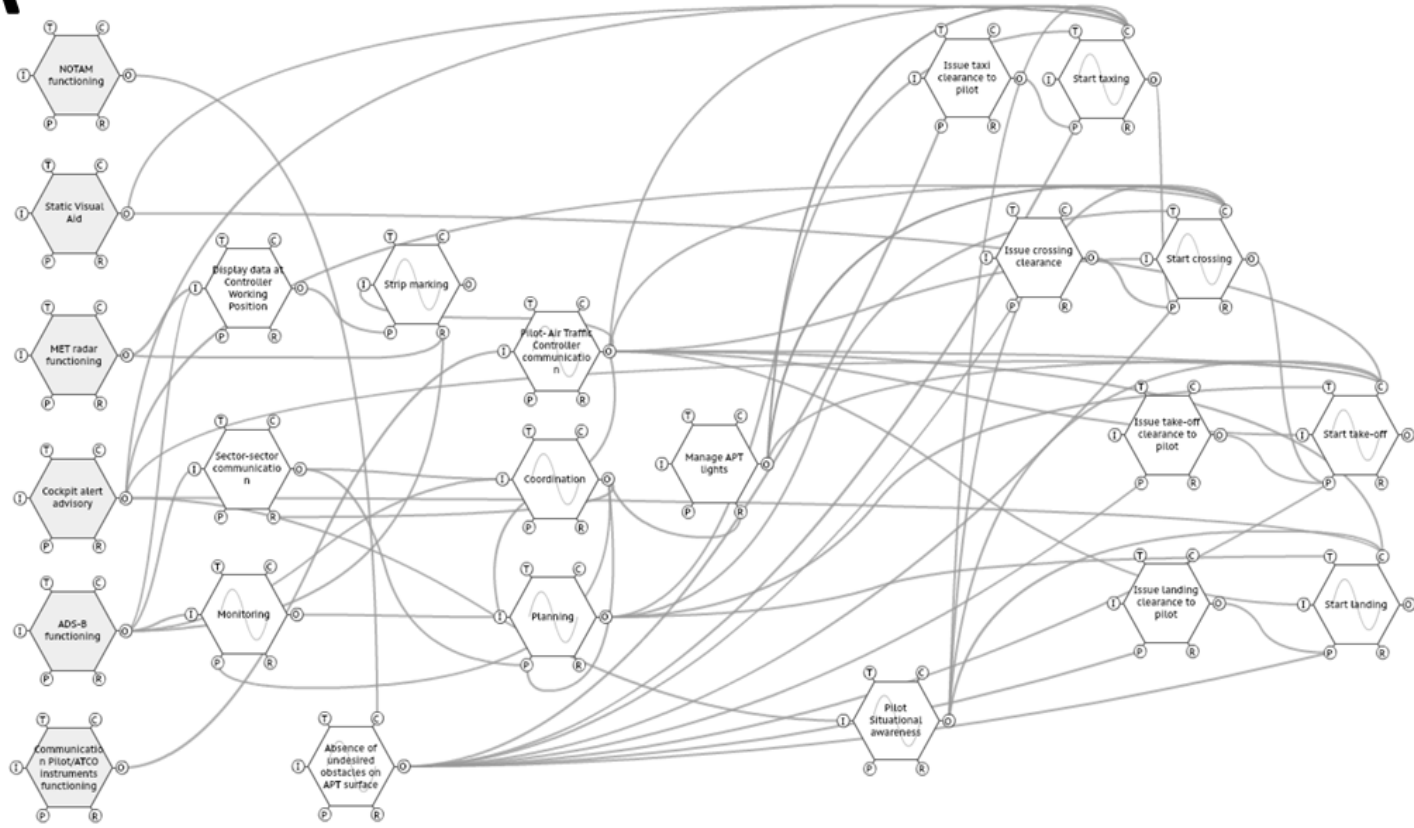 T C
I NOTAM functioning O
P R
T C
I Static Visual Aid O
P R
T C
I MET radar functioning O
P R
T C
I Cockpit alert advisory O
P R
T C
I ADS-B functioning O
P R
T C
I Communicatio
n Pilot/ATCO
instruments
functioning O
P R
T C
I Display data at
Controller
Working
Position O
P R
T C
I Sector-sector
communicatio
n O
P R
T C
I Monitoring O
P R
T C
I Absence of
undesired
obstacles on
APT surface O
P R
T C
I Strip marking O
P R
T C
I Pilot- Air Traffic
Controller
communicatio
n O
P R
T C
I Coordination O
P R
T C
I Planning O
P R
T C
I Manage APT
lights O
P R
T C
I Pilot
Situational
awareness O
P R
T C
I Issue taxi
clearance to
pilot O
P R
T C
I Start taxing O
P R
T C
I Issue crossing
clearance O
P R
T C
I Start crossing O
P R
T C
I Issue take-off
clearance to
pilot O
P R
T C
I Start take-off O
P R
T C
I Issue landing
clearance to
pilot O
P R
T C
I Start landing O
P R